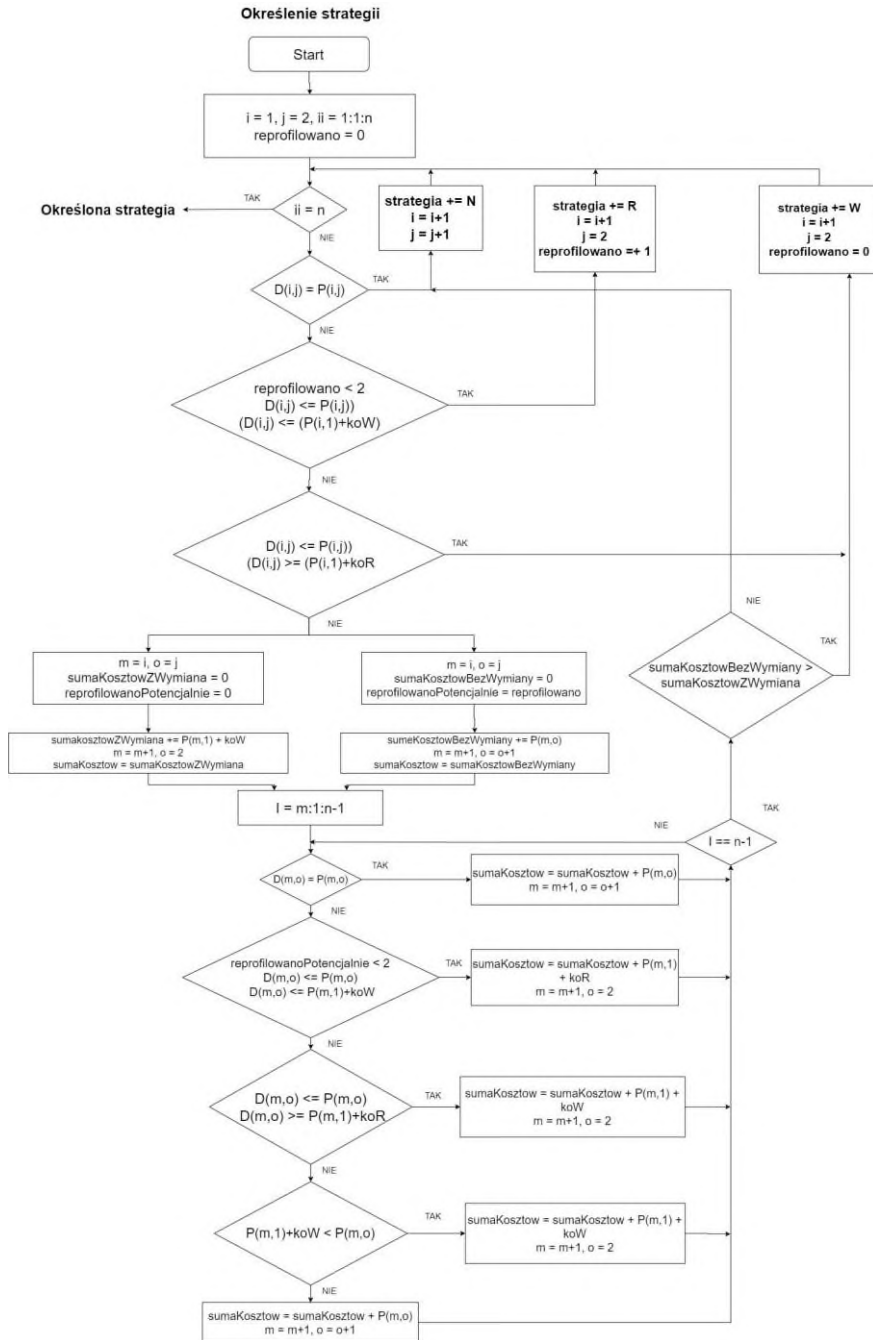 Określenie strategii
Start
i = 1, j = 2, ii = 1:1:n
reprofilowano = 0
TAK
Określona strategia
ii = n
NIE
strategia += N
i = i+1
j = j+1
strategia += R
i = i+1
j = 2
reprofilowano =+ 1
strategia += W
i = i+1
j = 2
reprofilowano = 0
D(i,j) = P(i,j)
TAK
NIE
reprofilowano < 2
D(i,j) <= P(i,j))
(D(i,j) <= (P(i,1)+koW)
TAK
NIE
D(i,j) <= P(i,j))
(D(i,j) >= (P(i,1)+koR
TAK
NIE
NIE
sumaKosztowBezWymiany >
sumaKosztowZWymiana
TAK
m = i, o = j
sumaKosztowZWymiana = 0
reprofilowanoPotencjalnie = 0
m = i, o = j
sumaKosztowBezWymiany = 0
reprofilowanoPotencjalnie = reprofilowano
sumakosztowZWymiana += P(m,1) + koW
m = m+1, o = 2
sumaKosztow = sumaKosztowZWymiana
sumeKosztowBezWymiany += P(m,o)
m = m+1, o = o+1
sumaKosztow = sumaKosztowBezWymiany
l = m:1:n-1
NIE
TAK
l == n-1
D(m,o) = P(m,o)
TAK
sumaKosztow = sumaKosztow + P(m,o)
m = m+1, o = o+1
NIE
reprofilowanoPotencjalnie < 2
D(m,o) <= P(m,o)
D(m,o) <= P(m,1)+koW
TAK
sumaKosztow = sumaKosztow + P(m,1)
+ koR
m = m+1, o = 2
NIE
D(m,o) <= P(m,o)
D(m,o) >= P(m,1)+koR
TAK
sumaKosztow = sumaKosztow + P(m,1) +
koW
m = m+1, o = 2
NIE
P(m,1)+koW < P(m,o)
TAK
sumaKosztow = sumaKosztow + P(m,1) +
koW
m = m+1, o = 2
NIE
sumaKosztow = sumaKosztow + P(m,o)
m = m+1, o = o+1